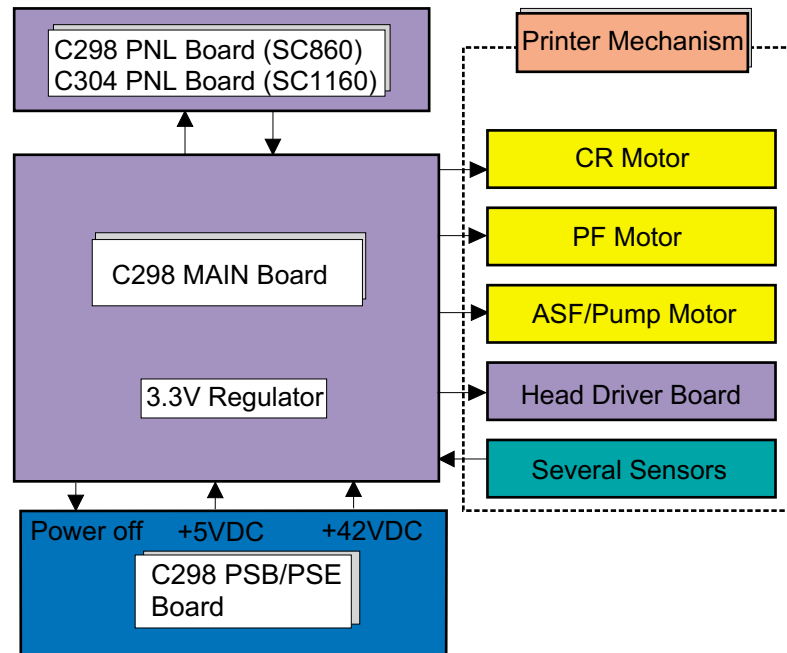 C298 PNL Board (SC860)
C304 PNL Board (SC1160)
Printer Mechanism
CR Motor
PF Motor
C298 MAIN Board
ASF/Pump Motor
3.3V Regulator
Head Driver Board
Several Sensors
Power off
+5VDC
+42VDC
C298 PSB/PSE
Board